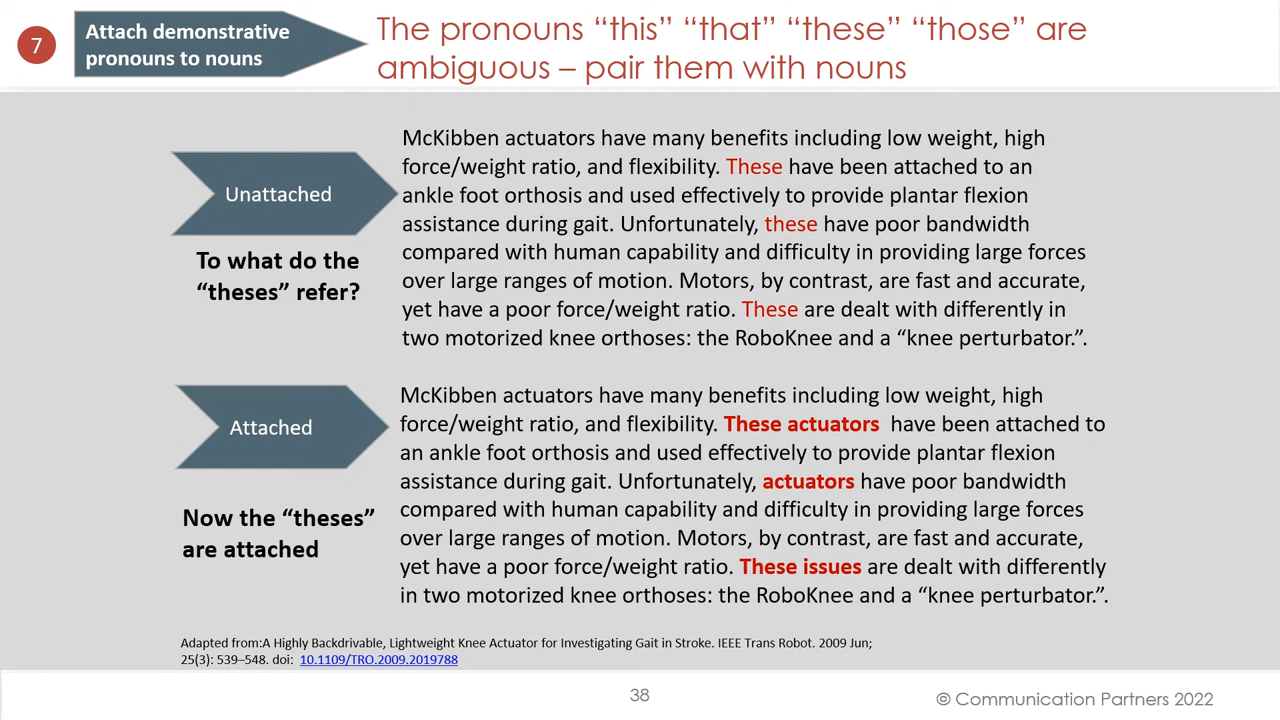 7
Attach demonstrative
pronouns to nouns
The pronouns “this” “that” “these” “those” are
ambiguous – pair them with nouns
Unattached
To what do the
“theses” refer?
McKibben actuators have many benefits including low weight, high
force/weight ratio, and flexibility. These have been attached to an
ankle foot orthosis and used effectively to provide plantar flexion
assistance during gait. Unfortunately, these have poor bandwidth
compared with human capability and difficulty in providing large forces
over large ranges of motion. Motors, by contrast, are fast and accurate,
yet have a poor force/weight ratio. These are dealt with differently in
two motorized knee orthoses: the RoboKnee and a “knee perturbator.”.
Attached
Now the “theses”
are attached
McKibben actuators have many benefits including low weight, high
force/weight ratio, and flexibility. These actuators have been attached to
an ankle foot orthosis and used effectively to provide plantar flexion
assistance during gait. Unfortunately, actuators have poor bandwidth
compared with human capability and difficulty in providing large forces
over large ranges of motion. Motors, by contrast, are fast and accurate,
yet have a poor force/weight ratio. These issues are dealt with differently
in two motorized knee orthoses: the RoboKnee and a “knee perturbator.”.
Adapted from:A Highly Backdrivable, Lightweight Knee Actuator for Investigating Gait in Stroke. IEEE Trans Robot. 2009 Jun;
25(3): 539–548. doi: 10.1109/TRO.2009.2019788
38
© Communication Partners 2022